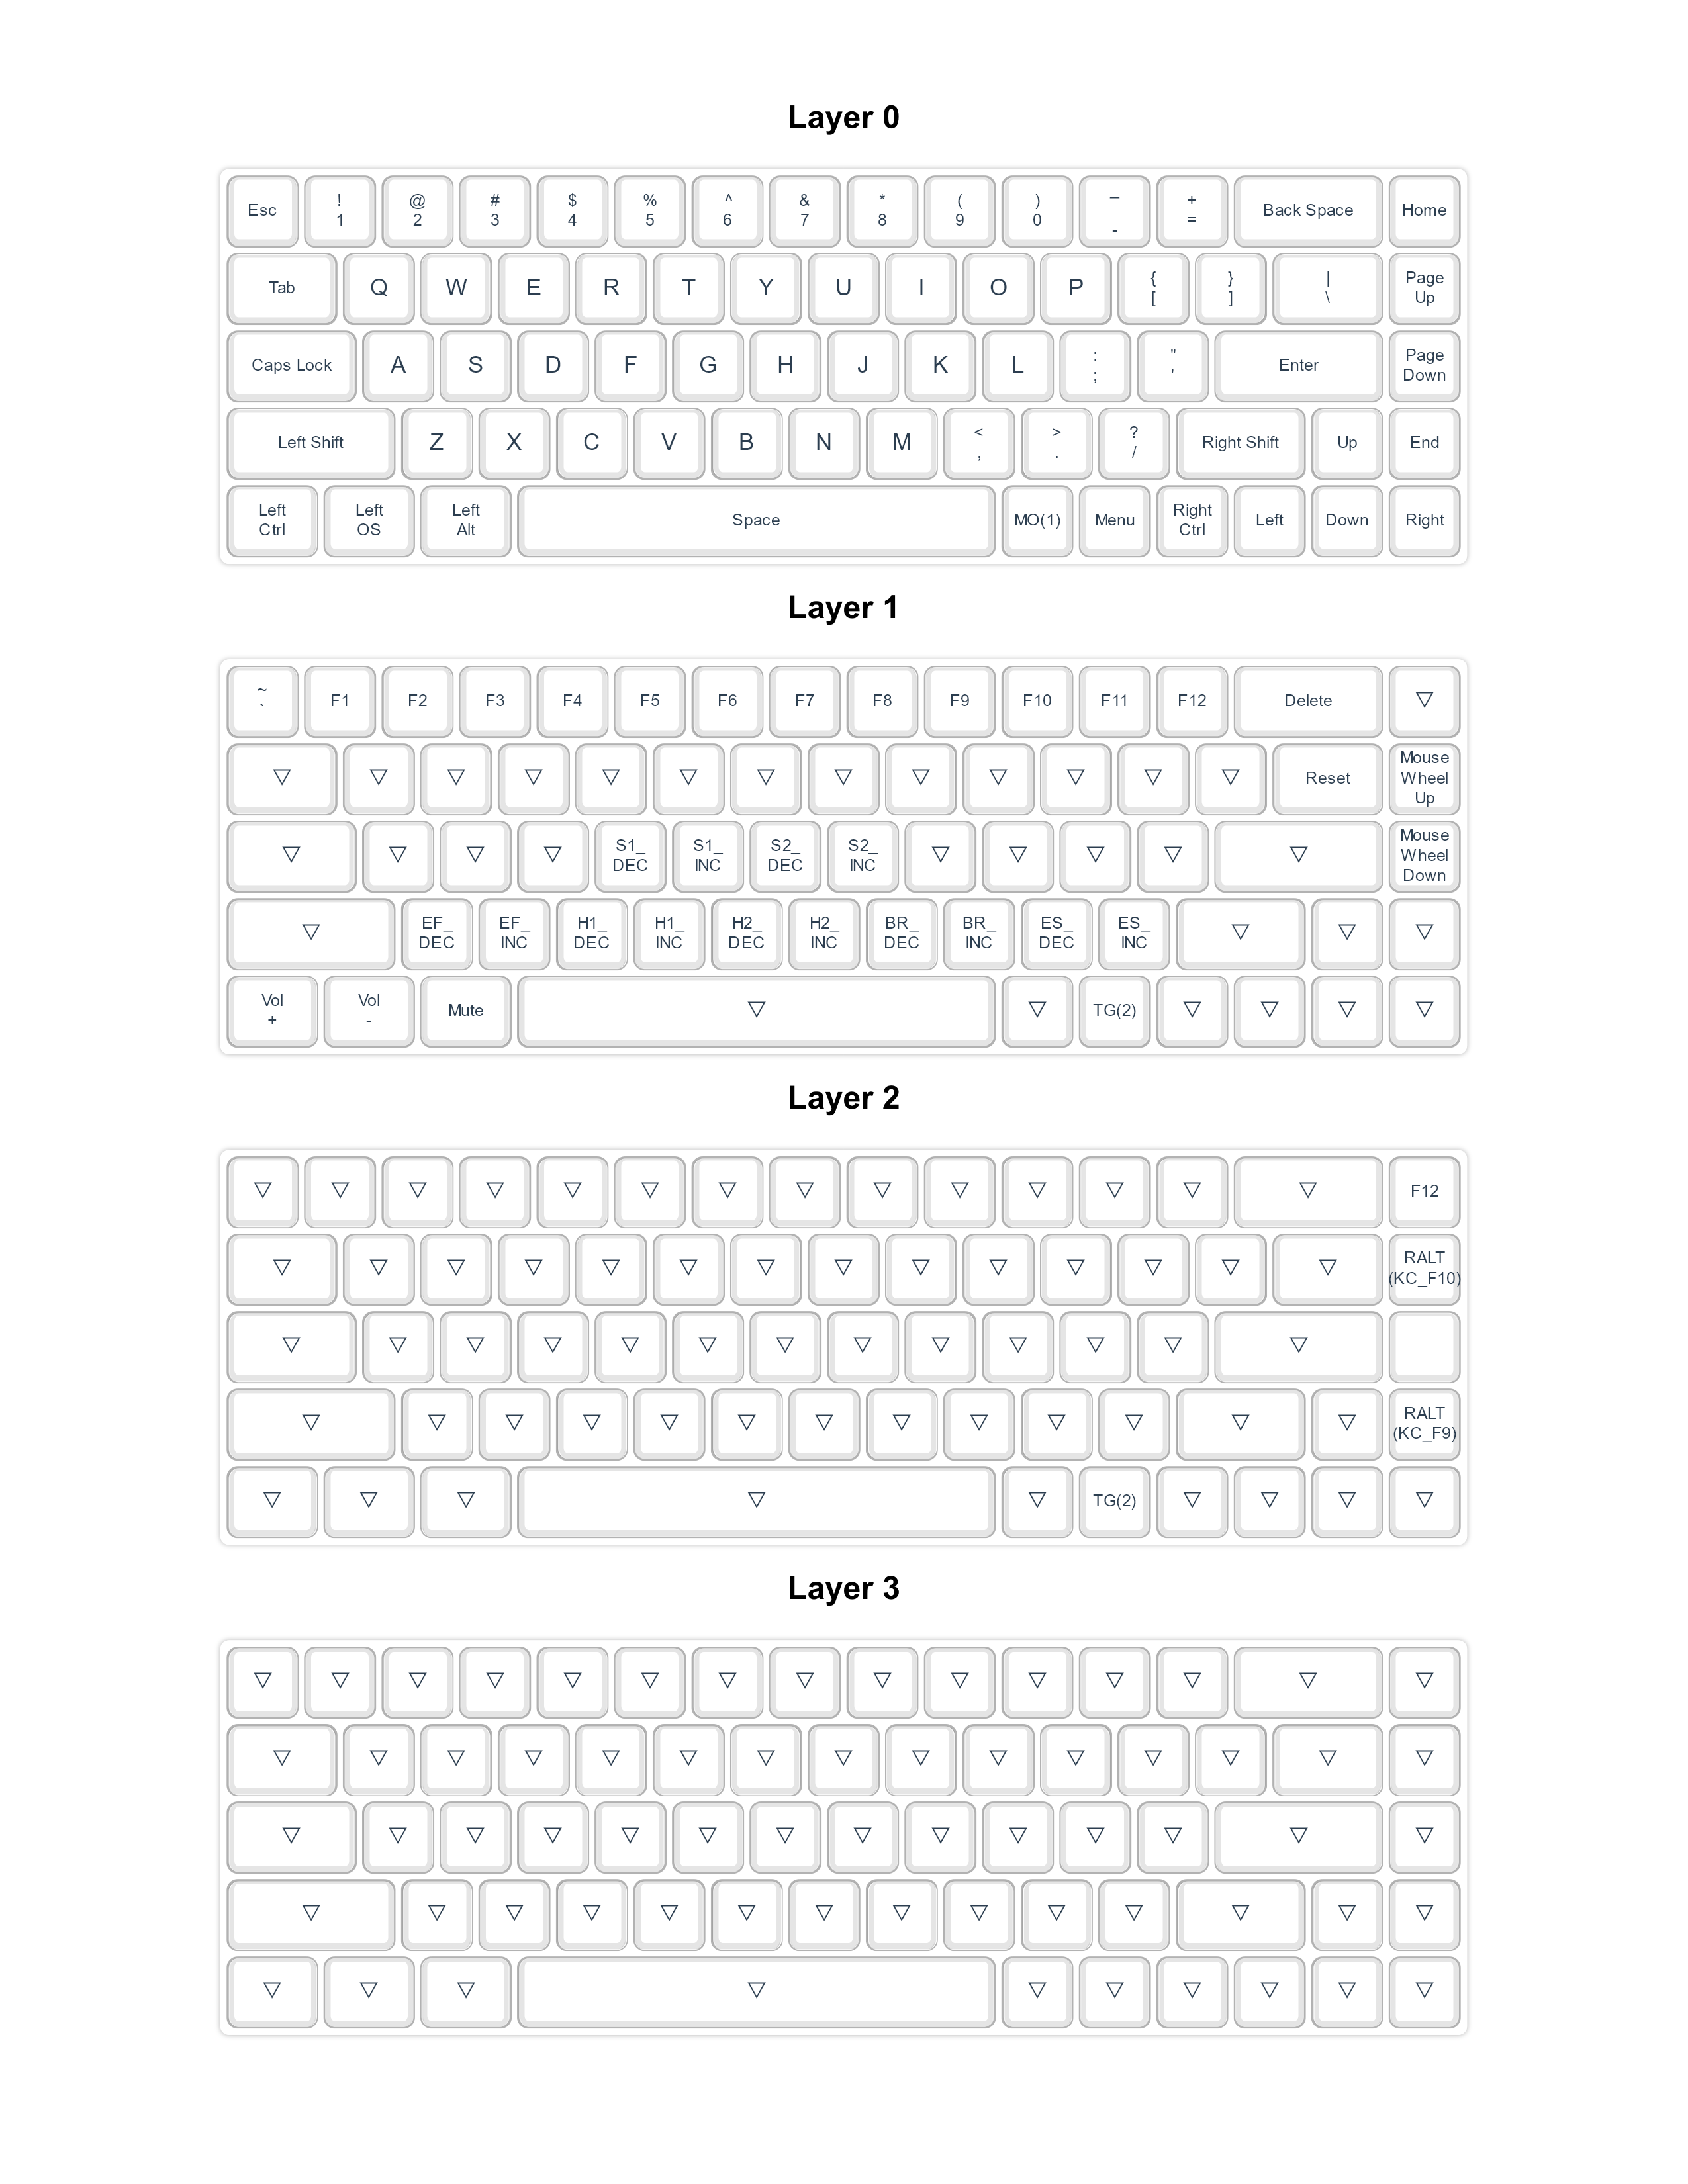 Layer 0
Esc ! @ # $ % ^ & * ( ) _ + Back Space Home
1 2 3 4 5 6 7 8 9 0 - =
Tab Q W E R T Y U I O P { } | Page
[ ] \ Up
Caps Lock A S D F G H J K L : " Enter Page
; ' Down
Left Shift Z X C V B N M < > ? Right Shift Up End
, . /
Left Left Left Space MO(1) Menu Right Left Down Right
Ctrl OS Alt Ctrl
Layer 1
~ F1 F2 F3 F4 F5 F6 F7 F8 F9 F10 F11 F12 Delete ▽
`
▽ ▽ ▽ ▽ ▽ ▽ ▽ ▽ ▽ ▽ ▽ ▽ ▽ Reset Mouse
Wheel
Up
▽ ▽ ▽ ▽ S1_ S1_ S2_ S2_ ▽ ▽ ▽ ▽ ▽ Mouse
DEC INC DEC INC Wheel
Down
▽ EF_ EF_ H1_ H1_ H2_ H2_ BR_ BR_ ES_ ES_ ▽ ▽ ▽
DEC INC DEC INC DEC INC DEC INC DEC INC
Vol Vol Mute ▽ ▽ TG(2) ▽ ▽ ▽ ▽
+ -
Layer 2
▽ ▽ ▽ ▽ ▽ ▽ ▽ ▽ ▽ ▽ ▽ ▽ ▽ ▽ F12
▽ ▽ ▽ ▽ ▽ ▽ ▽ ▽ ▽ ▽ ▽ ▽ ▽ ▽ RALT
(KC_F10)
▽ ▽ ▽ ▽ ▽ ▽ ▽ ▽ ▽ ▽ ▽ ▽ ▽
▽ ▽ ▽ ▽ ▽ ▽ ▽ ▽ ▽ ▽ ▽ ▽ ▽ RALT
(KC_F9)
▽ ▽ ▽ ▽ ▽ TG(2) ▽ ▽ ▽ ▽
Layer 3
▽ ▽ ▽ ▽ ▽ ▽ ▽ ▽ ▽ ▽ ▽ ▽ ▽ ▽ ▽
▽ ▽ ▽ ▽ ▽ ▽ ▽ ▽ ▽ ▽ ▽ ▽ ▽ ▽ ▽
▽ ▽ ▽ ▽ ▽ ▽ ▽ ▽ ▽ ▽ ▽ ▽ ▽ ▽
▽ ▽ ▽ ▽ ▽ ▽ ▽ ▽ ▽ ▽ ▽ ▽ ▽ ▽
▽ ▽ ▽ ▽ ▽ ▽ ▽ ▽ ▽ ▽